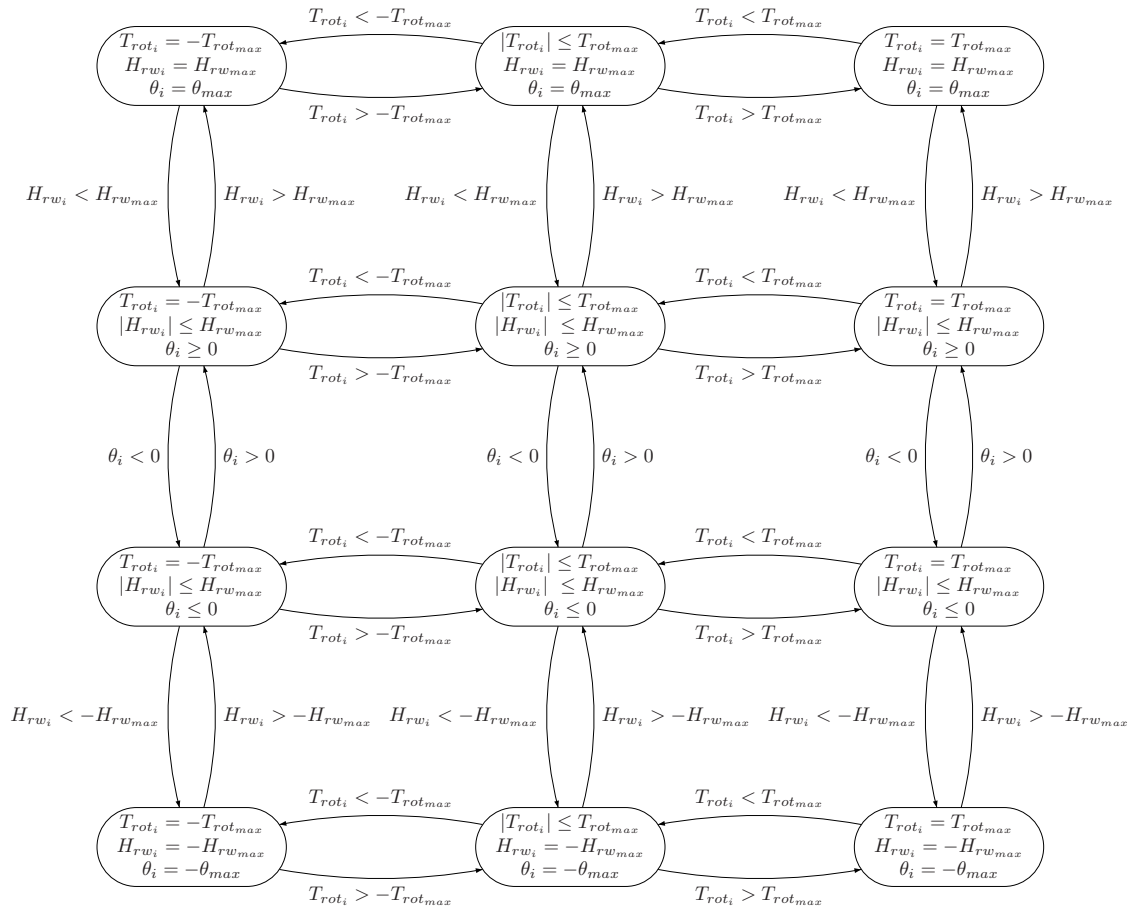 T_{rot_i} < -T_{rot_{max}}
T_{rot_i} < T_{rot_{max}}
T_{rot_i} = -T_{rot_{max}}
H_{rw_i} = H_{rw_{max}}
θ_i = θ_{max}
|T_{rot_i}| ≤ T_{rot_{max}}
H_{rw_i} = H_{rw_{max}}
θ_i = θ_{max}
T_{rot_i} = T_{rot_{max}}
H_{rw_i} = H_{rw_{max}}
θ_i = θ_{max}
T_{rot_i} > -T_{rot_{max}}
T_{rot_i} > T_{rot_{max}}
H_{rw_i} < H_{rw_{max}}
H_{rw_i} > H_{rw_{max}}
H_{rw_i} < H_{rw_{max}}
H_{rw_i} > H_{rw_{max}}
H_{rw_i} < H_{rw_{max}}
H_{rw_i} > H_{rw_{max}}
T_{rot_i} < -T_{rot_{max}}
T_{rot_i} < T_{rot_{max}}
T_{rot_i} = -T_{rot_{max}}
|H_{rw_i}| ≤ H_{rw_{max}}
θ_i ≥ 0
|T_{rot_i}| ≤ T_{rot_{max}}
|H_{rw_i}| ≤ H_{rw_{max}}
θ_i ≥ 0
T_{rot_i} = T_{rot_{max}}
|H_{rw_i}| ≤ H_{rw_{max}}
θ_i ≥ 0
T_{rot_i} > -T_{rot_{max}}
T_{rot_i} > T_{rot_{max}}
θ_i < 0
θ_i > 0
θ_i < 0
θ_i > 0
θ_i < 0
θ_i > 0
T_{rot_i} < -T_{rot_{max}}
T_{rot_i} < T_{rot_{max}}
T_{rot_i} = -T_{rot_{max}}
|H_{rw_i}| ≤ H_{rw_{max}}
θ_i ≤ 0
|T_{rot_i}| ≤ T_{rot_{max}}
|H_{rw_i}| ≤ H_{rw_{max}}
θ_i ≤ 0
T_{rot_i} = T_{rot_{max}}
|H_{rw_i}| ≤ H_{rw_{max}}
θ_i ≤ 0
T_{rot_i} > -T_{rot_{max}}
T_{rot_i} > T_{rot_{max}}
H_{rw_i} < -H_{rw_{max}}
H_{rw_i} > -H_{rw_{max}}
H_{rw_i} < -H_{rw_{max}}
H_{rw_i} > -H_{rw_{max}}
H_{rw_i} < -H_{rw_{max}}
H_{rw_i} > -H_{rw_{max}}
T_{rot_i} < -T_{rot_{max}}
T_{rot_i} < T_{rot_{max}}
T_{rot_i} = -T_{rot_{max}}
H_{rw_i} = -H_{rw_{max}}
θ_i = -θ_{max}
|T_{rot_i}| ≤ T_{rot_{max}}
H_{rw_i} = -H_{rw_{max}}
θ_i = -θ_{max}
T_{rot_i} = T_{rot_{max}}
H_{rw_i} = -H_{rw_{max}}
θ_i = -θ_{max}
T_{rot_i} > -T_{rot_{max}}
T_{rot_i} > T_{rot_{max}}